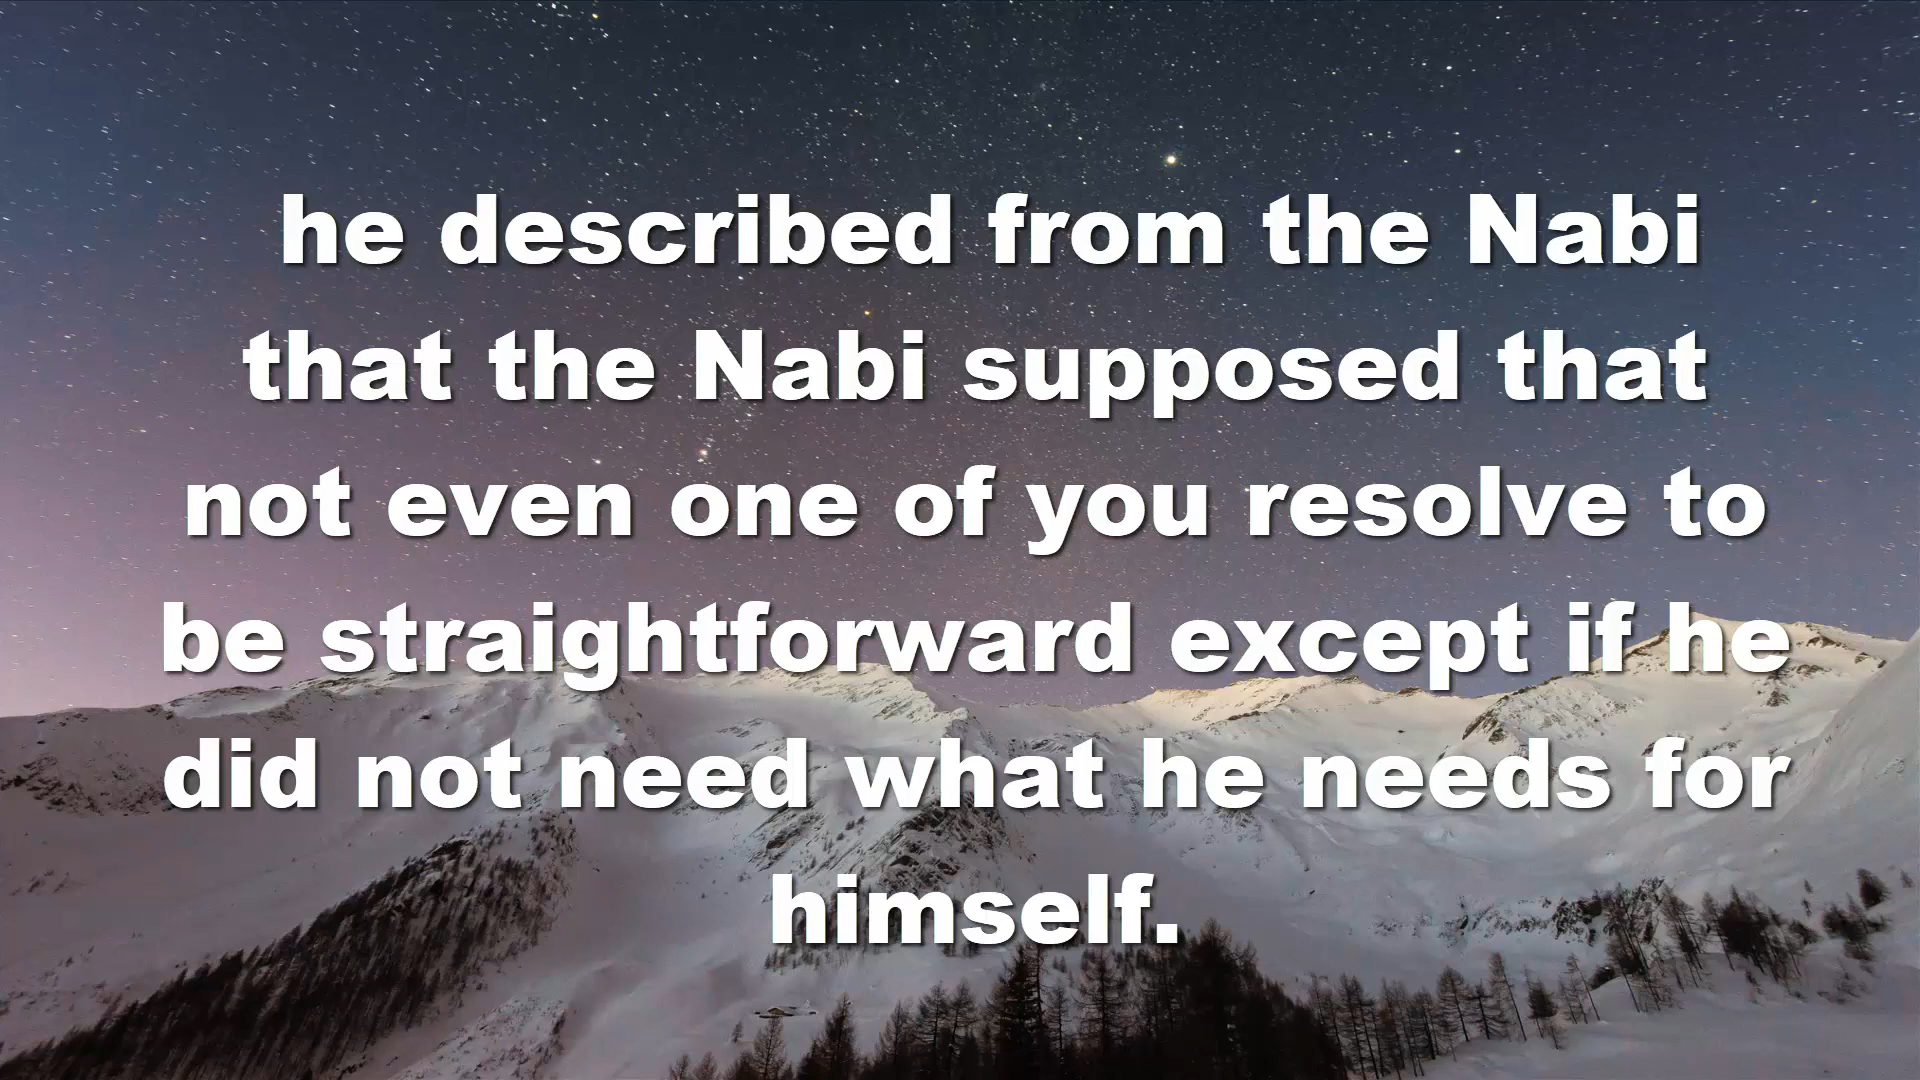 he described from the Nabi
that the Nabi supposed that
not even one of you resolve to
be straightforward except if he
did not need what he needs for
himself.